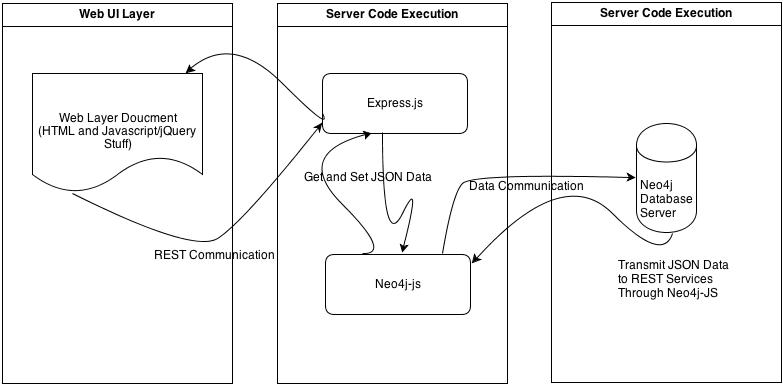 Web UI Layer
Server Code Execution
Server Code Execution
Web Layer Doucment
(HTML and Javascript/jQuery
Stuff)
Express.js
Get and Set JSON Data
Data Communication
Neo4j
Database
Server
REST Communication
Neo4j-js
Transmit JSON Data
to REST Services
Through Neo4j-JS